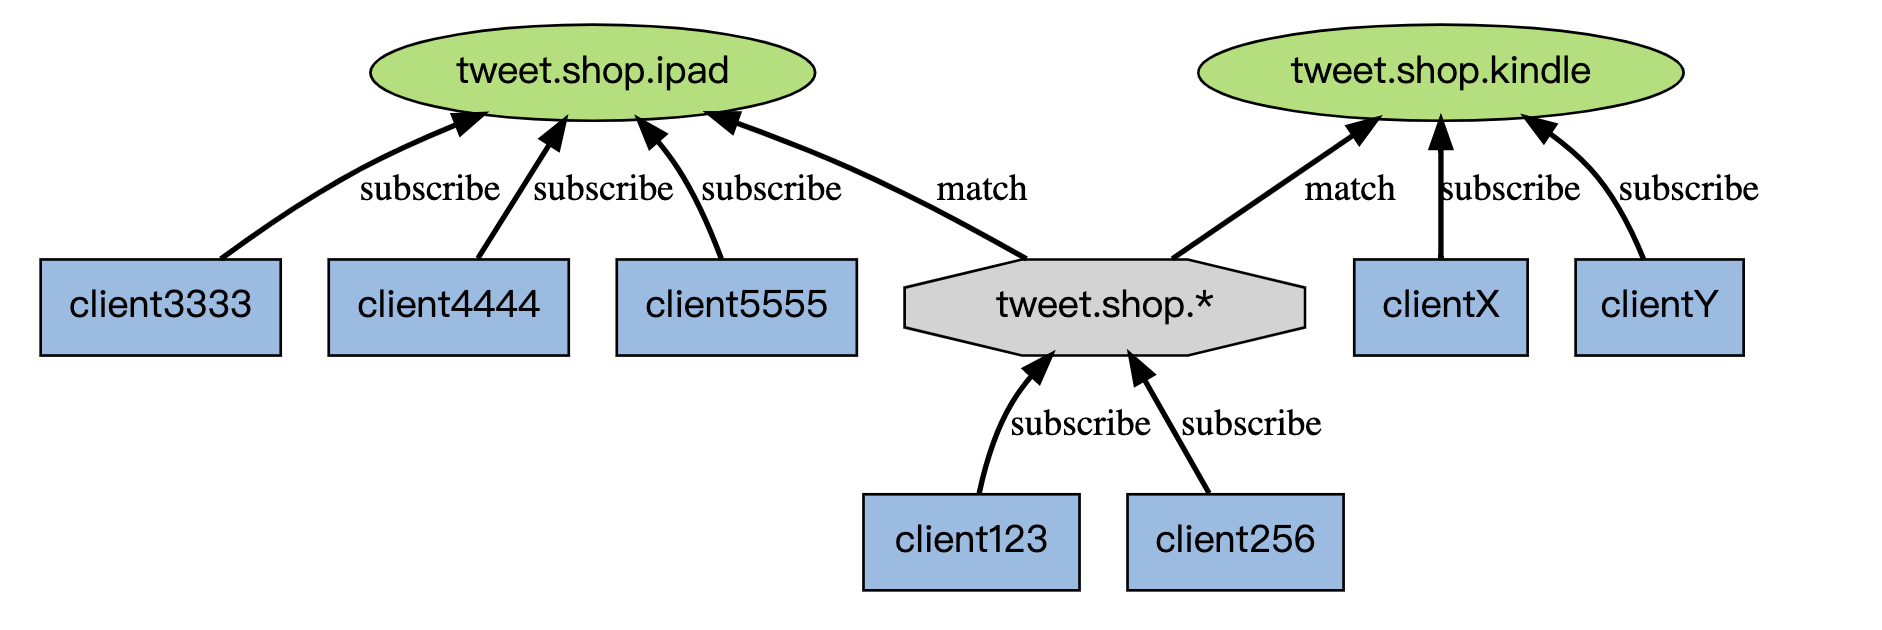 tweet.shop.ipad
tweet.shop.kindle
subscribe
subscribe
subscribe
match
match
subscribe
subscribe
client3333
client4444
client5555
tweet.shop.*
clientX
clientY
subscribe
subscribe
client123
client256